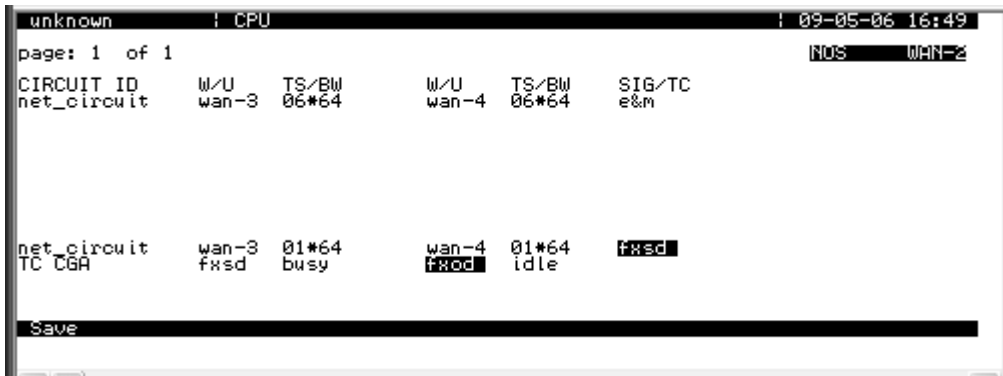 unknown | CPU | 09-05-06 16:49
page: 1 of 1 NOS WAN-2
CIRCUIT ID W/U TS/BW W/U TS/BW SIG/TC
net_circuit wan-3 06*64 wan-4 06*64 e&m
net_circuit wan-3 01*64 wan-4 01*64 fxsd
TC CGA fxsd busy fxod idle
Save